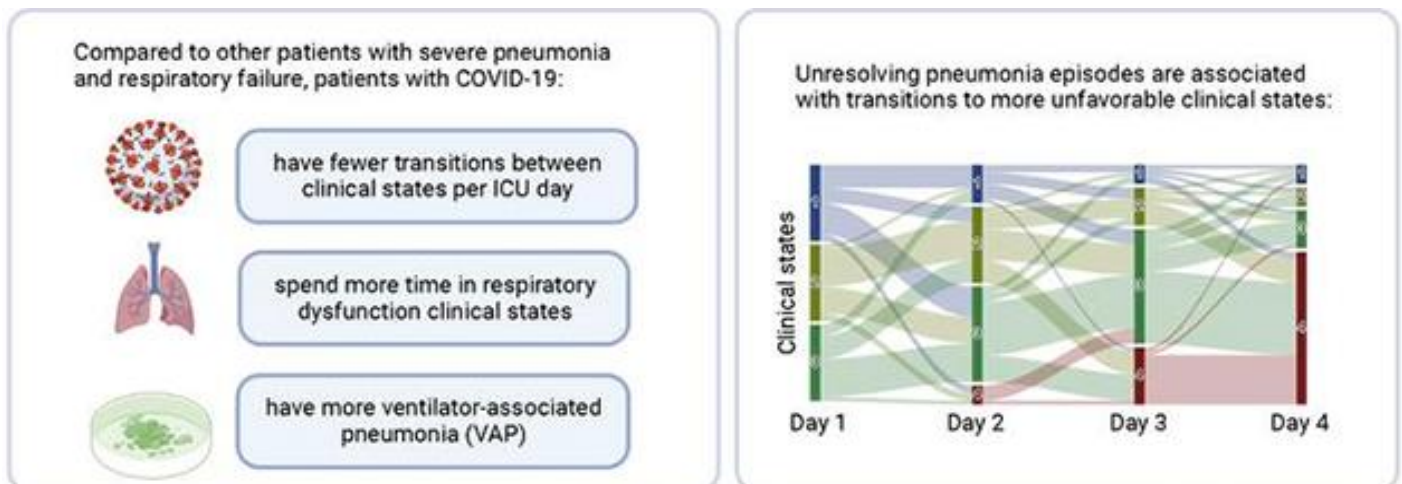 Compared to other patients with severe pneumonia
and respiratory failure, patients with COVID-19:
have fewer transitions between
clinical states per ICU day
spend more time in respiratory
dysfunction clinical states
have more ventilator-associated
pneumonia (VAP)
Unresolving pneumonia episodes are associated
with transitions to more unfavorable clinical states:
Clinical states
Day 1
Day 2
Day 3
Day 4